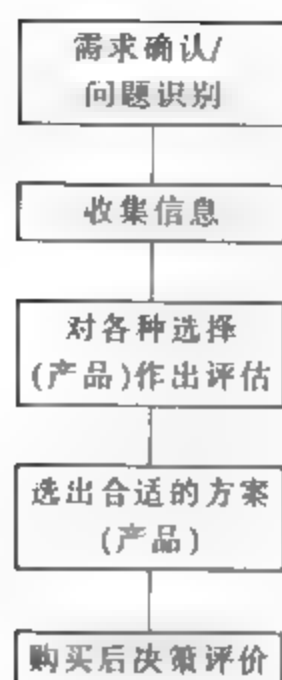 需求确认/
问题识别
收集信息
对各种选择
(产品)作出评估
选出合适的方案
(产品)
购买后决策评价